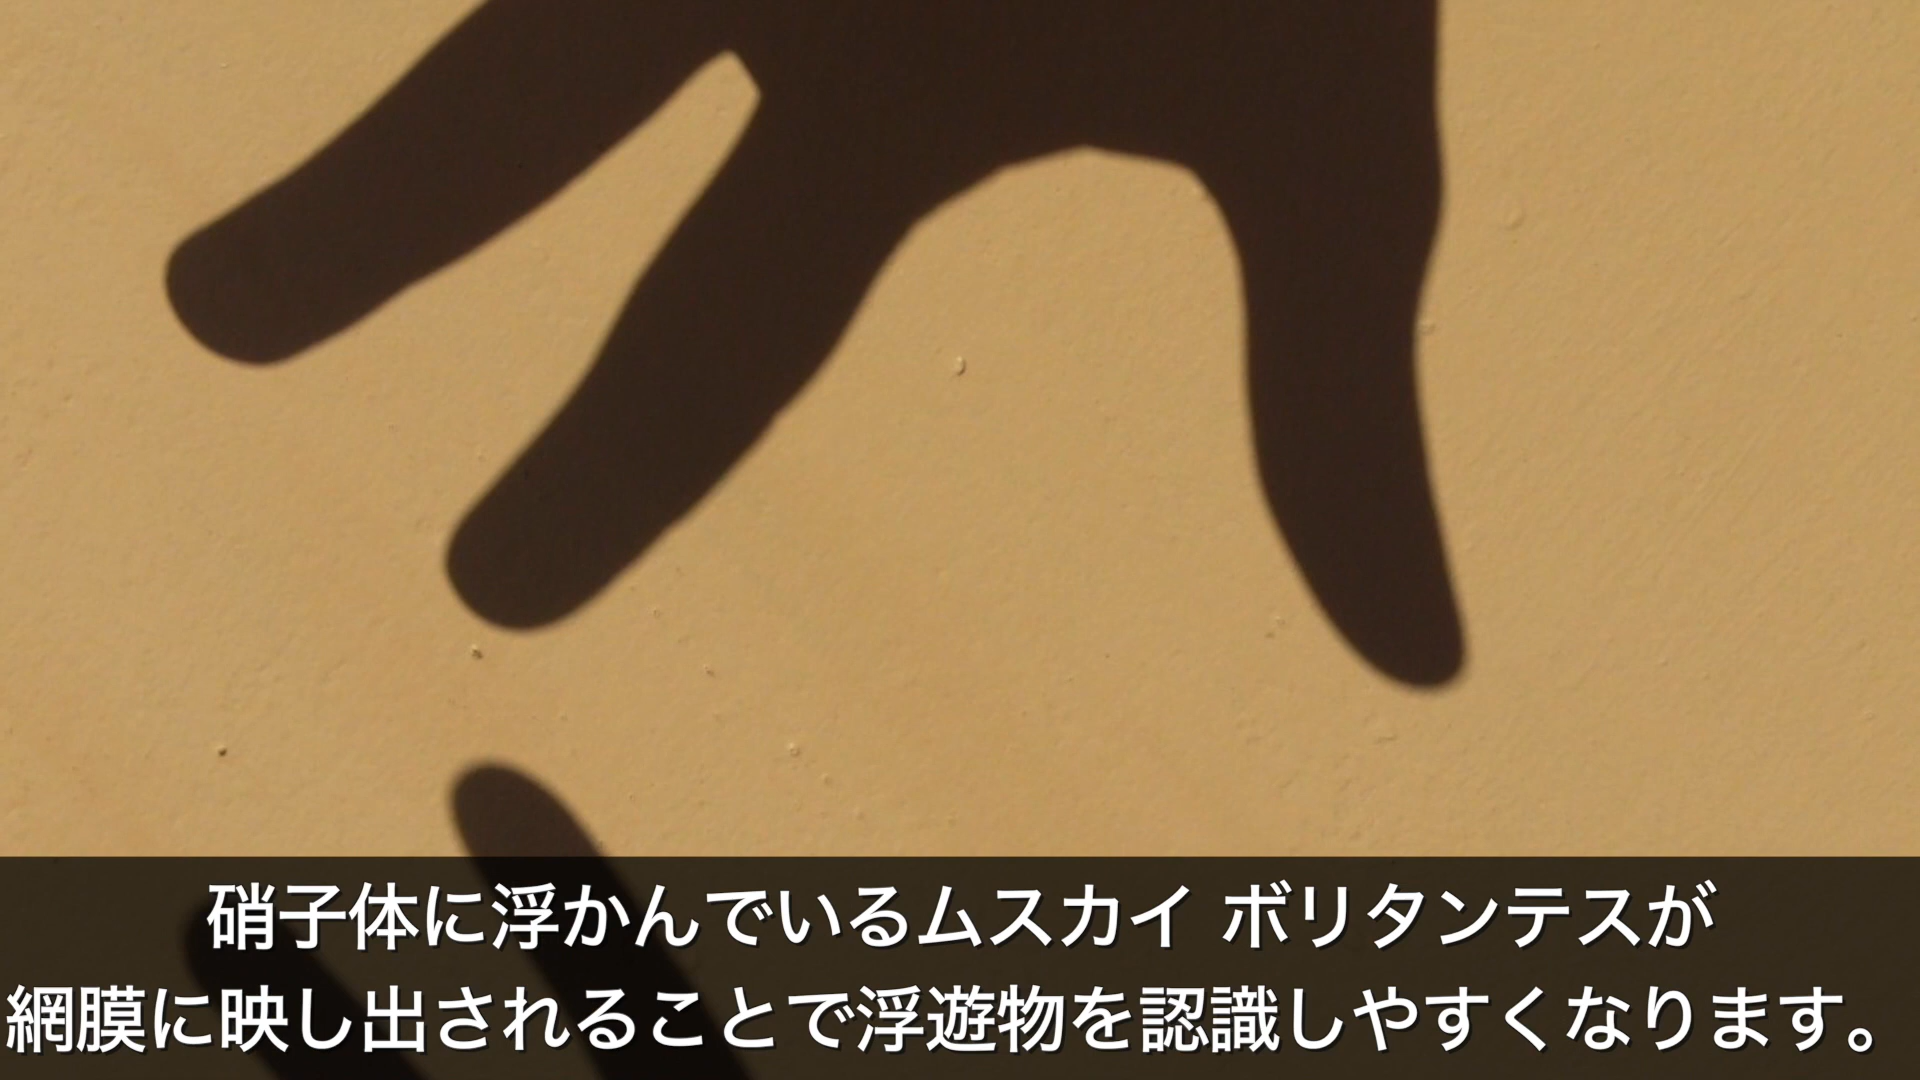 硝子体に浮かんでいるムスカイ ボリタンテスが
網膜に映し出されることで浮遊物を認識しやすくなります。